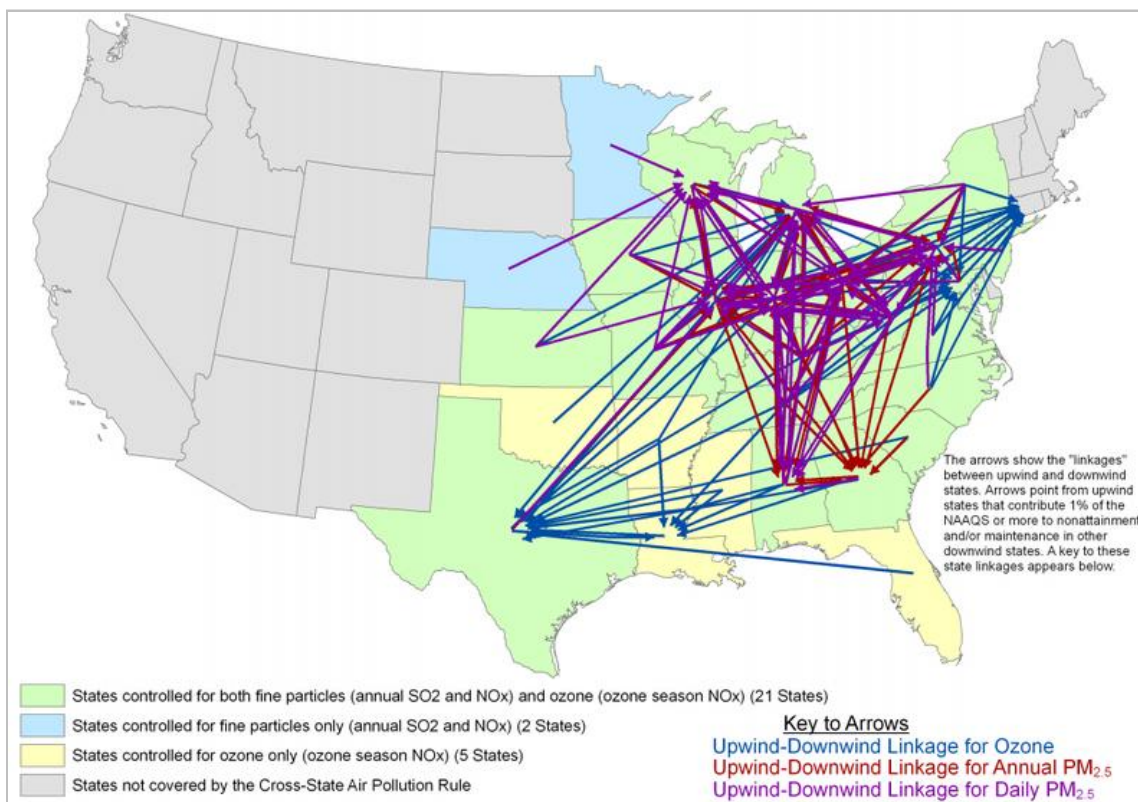 The arrows show the "linkages"
between upwind and downwind
states. Arrows point from upwind
states that contribute 1% of the
NAAQS or more to nonattainment
and/or maintenance in other
downwind states. A key to these
state linkages appears below.
States controlled for both fine particles (annual SO2 and NOx) and ozone (ozone season NOx) (21 States)
States controlled for fine particles only (annual SO2 and NOx) (2 States)
States controlled for ozone only (ozone season NOx) (5 States)
States not covered by the Cross-State Air Pollution Rule
Key to Arrows
Upwind-Downwind Linkage for Ozone
Upwind-Downwind Linkage for Annual PM2.5
Upwind-Downwind Linkage for Daily PM2.5